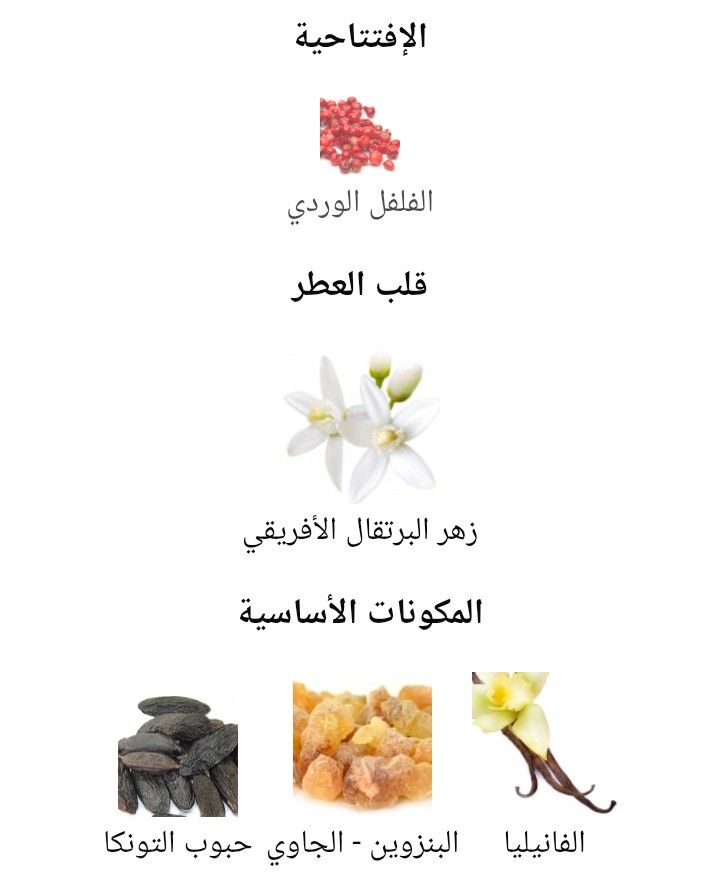 الإفتتاحية
الفلفل الوردي
قلب العطر
زهر البرتقال الأفريقي
المكونات الأساسية
الفانيليا
البنزوين - الجاوي
حبوب التونكا